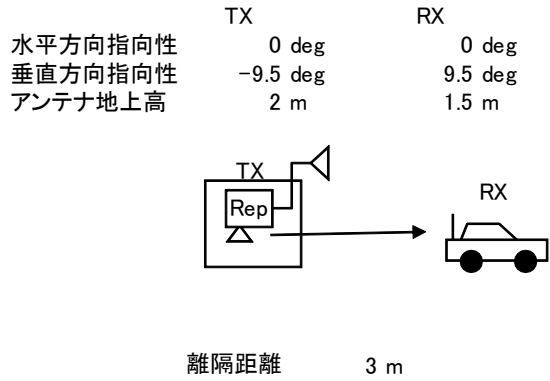 TX RX
水平方向指向性 0 deg 0 deg
垂直方向指向性 -9.5 deg 9.5 deg
アンテナ地上高 2 m 1.5 m
TX
RX
Rep
離隔距離 3 m